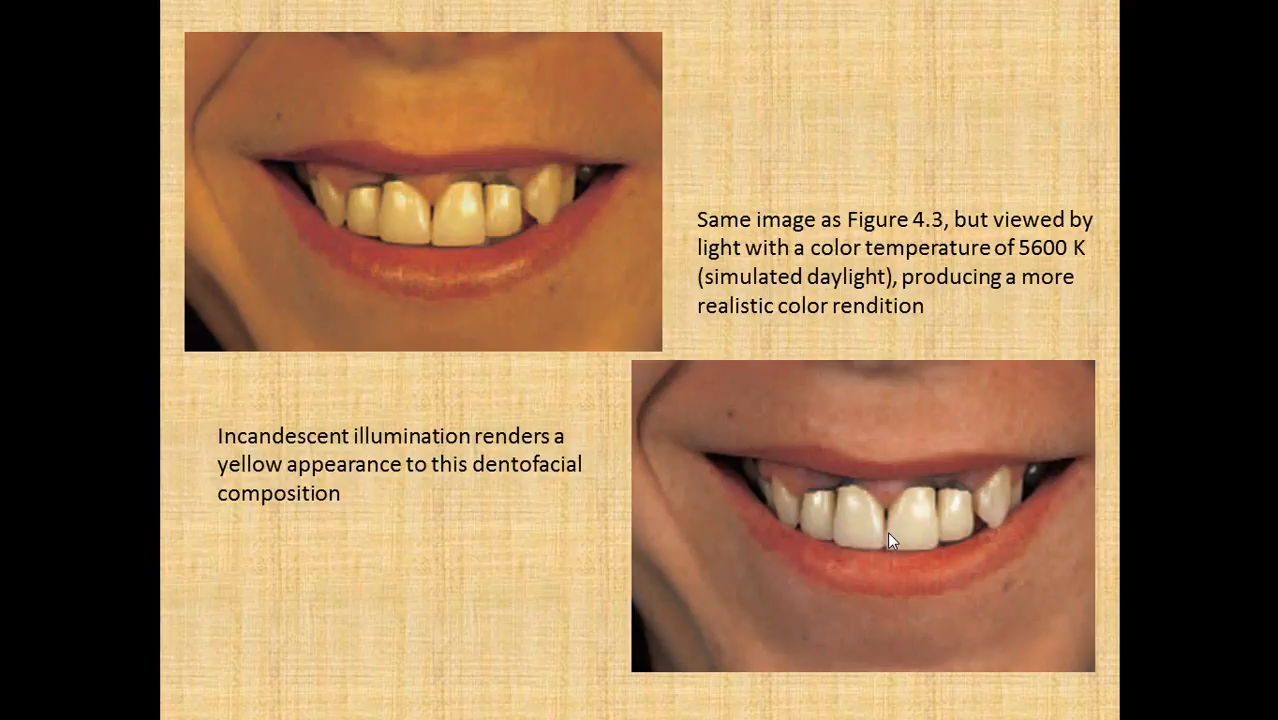 Same image as Figure 4.3, but viewed by
light with a color temperature of 5600 K
(simulated daylight), producing a more
realistic color rendition
Incandescent illumination renders a
yellow appearance to this dentofacial
composition